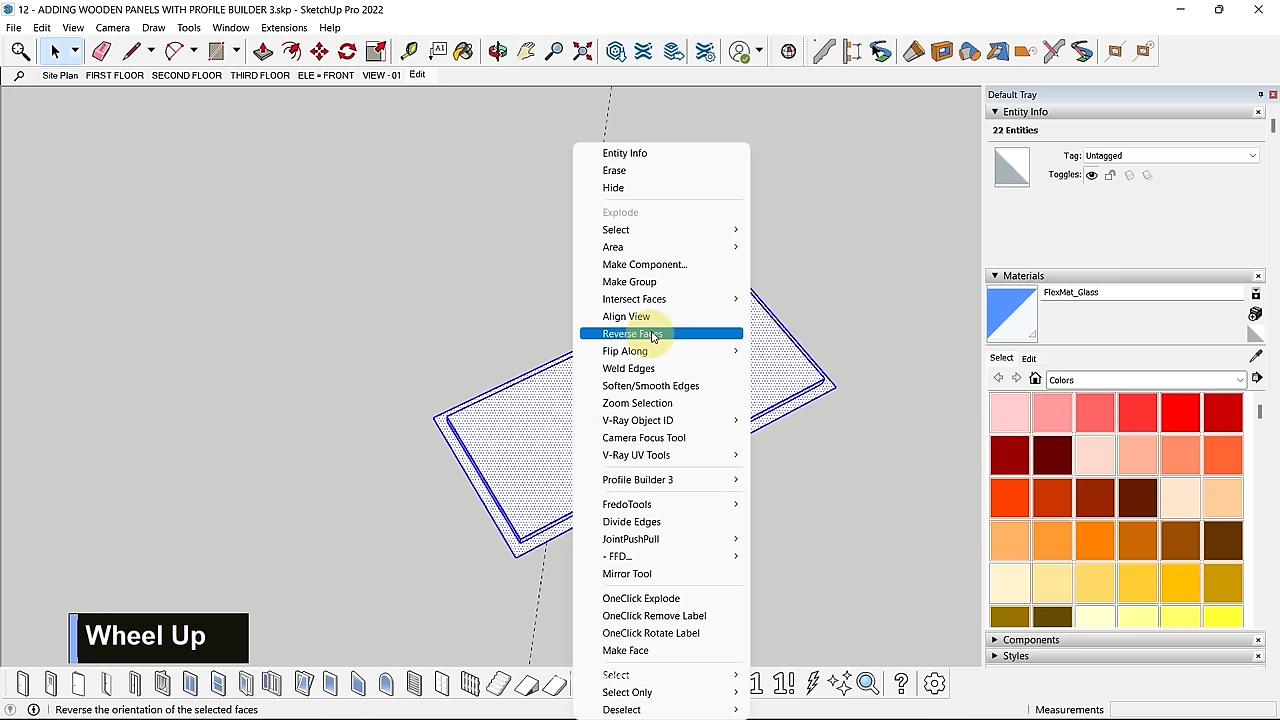 12 - ADDING WOODEN PANELS WITH PROFILE BUILDER 3.skp - SketchUp Pro 2022
File Edit View Camera Draw Tools Window Extensions Help
Site Plan FIRST FLOOR SECOND FLOOR THIRD FLOOR ELE = FRONT VIEW - 01 Edit
Default Tray
Entity Info
22 Entities
Tag: Untagged
Toggles:
Materials
FlexMat_Glass
Select Edit
Colors
Components
Styles
Entity Info
Erase
Hide
Explode
Select
Area
Make Component...
Make Group
Intersect Faces
Align View
Reverse Faces
Flip Along
Weld Edges
Soften/Smooth Edges
Zoom Selection
V-Ray Object ID
Camera Focus Tool
V-Ray UV Tools
Profile Builder 3
FredoTools
Divide Edges
JointPushPull
- FFD_
Mirror Tool
OneClick Explode
OneClick Remove Label
OneClick Rotate Label
Make Face
Select
Select Only
Deselect
Wheel Up
1 1! ?
Reverse the orientation of the selected faces
Measurements